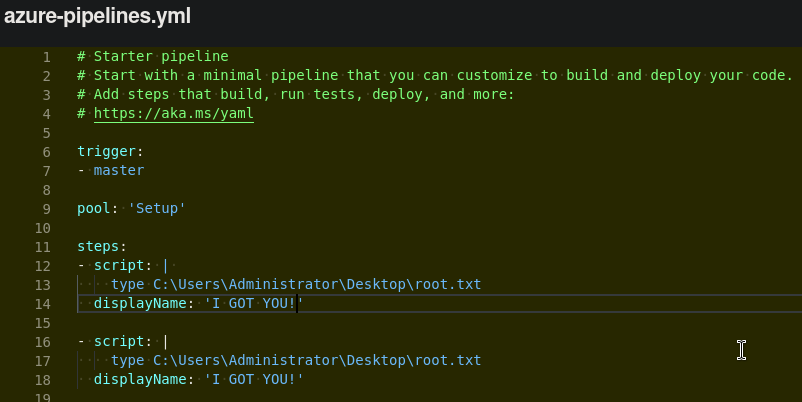 azure-pipelines.yml
1 # Starter pipeline
2 # Start with a minimal pipeline that you can customize to build and deploy your code.
3 # Add steps that build, run tests, deploy, and more:
4 # https://aka.ms/yaml
5
6 trigger:
7 - master
8
9 pool: 'Setup'
10
11 steps:
12 - script: |
13     type C:\Users\Administrator\Desktop\root.txt
14   displayName: 'I GOT YOU!'
15
16 - script: |
17     type C:\Users\Administrator\Desktop\root.txt
18   displayName: 'I GOT YOU!'
19